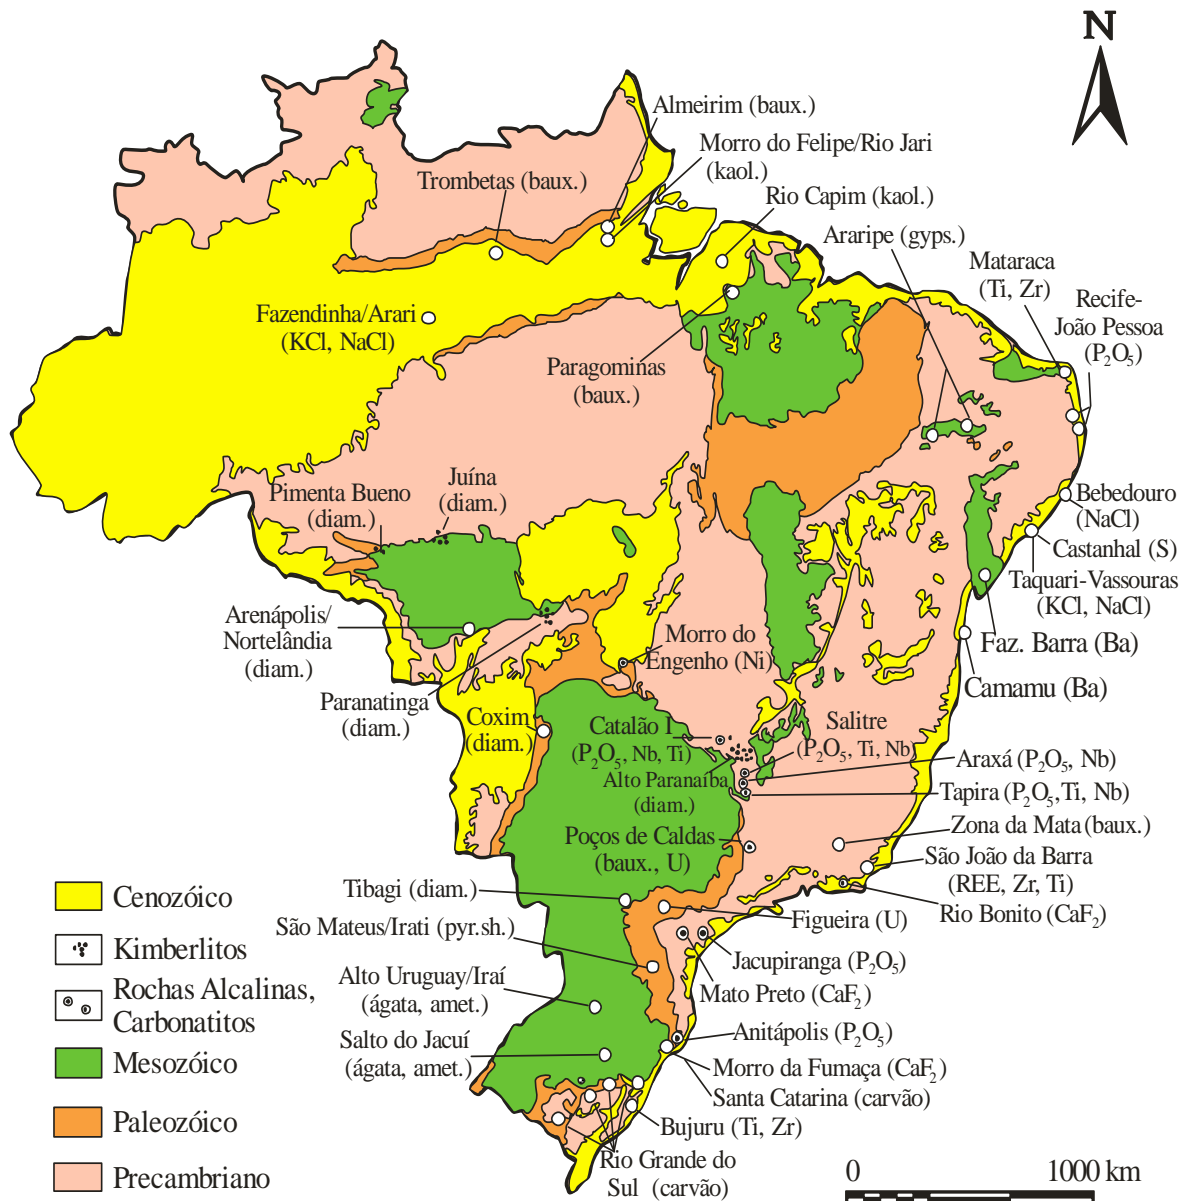 N
Almeirim (baux.)
Morro do Felipe/Rio Jari
(kaol.)
Trombetas (baux.)
Rio Capim (kaol.)
Araripe (gyps.)
Mataraca
(Ti, Zr)
Recife-
João Pessoa
(P₂O₅)
Fazendinha/Arari
(KCl, NaCl)
Paragominas
(baux.)
Juína
(diam.)
Pimenta Bueno
(diam.)
Bebedouro
(NaCl)
Castanhal (S)
Taquari-Vassouras
(KCl, NaCl)
Arenápolis/
Nortelândia
(diam.)
Morro do
Engenho (Ni)
Faz. Barra (Ba)
Camamu (Ba)
Paranatinga
(diam.)
Coxim
(diam.)
Catalão I
(P₂O₅, Nb, Ti)
Salitre
(P₂O₅, Ti, Nb)
Alto Paranaíba
(diam.)
Araxá (P₂O₅, Nb)
Tapira (P₂O₅,Ti, Nb)
Poços de Caldas
(baux., U)
Zona da Mata (baux.)
São João da Barra
(REE, Zr, Ti)
Rio Bonito (CaF₂)
Tibagi (diam.)
Figueira (U)
São Mateus/Irati (pyr.sh.)
Jacupiranga (P₂O₅)
Mato Preto (CaF₂)
Alto Uruguay/Iraí
(ágata, amet.)
Anitápolis (P₂O₅)
Salto do Jacuí
(ágata, amet.)
Morro da Fumaça (CaF₂)
Santa Catarina (carvão)
Bujuru (Ti, Zr)
Rio Grande do
Sul (carvão)
Cenozóico
Kimberlitos
Rochas Alcalinas,
Carbonatitos
Mesozóico
Paleozóico
Precambriano
0 1000 km